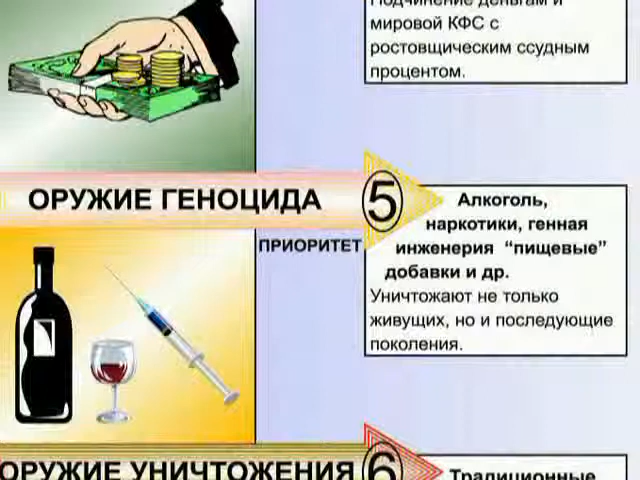 Подчинение деньгам и
мировой КФС с
ростовщическим ссудным
процентом.
ОРУЖИЕ ГЕНОЦИДА
5
ПРИОРИТЕТ
Алкоголь,
наркотики, генная
инженерия "пищевые"
добавки и др.
Уничтожают не только
живущих, но и последующие
поколения.
ОРУЖИЕ УНИЧТОЖЕНИЯ
6
Традиционные